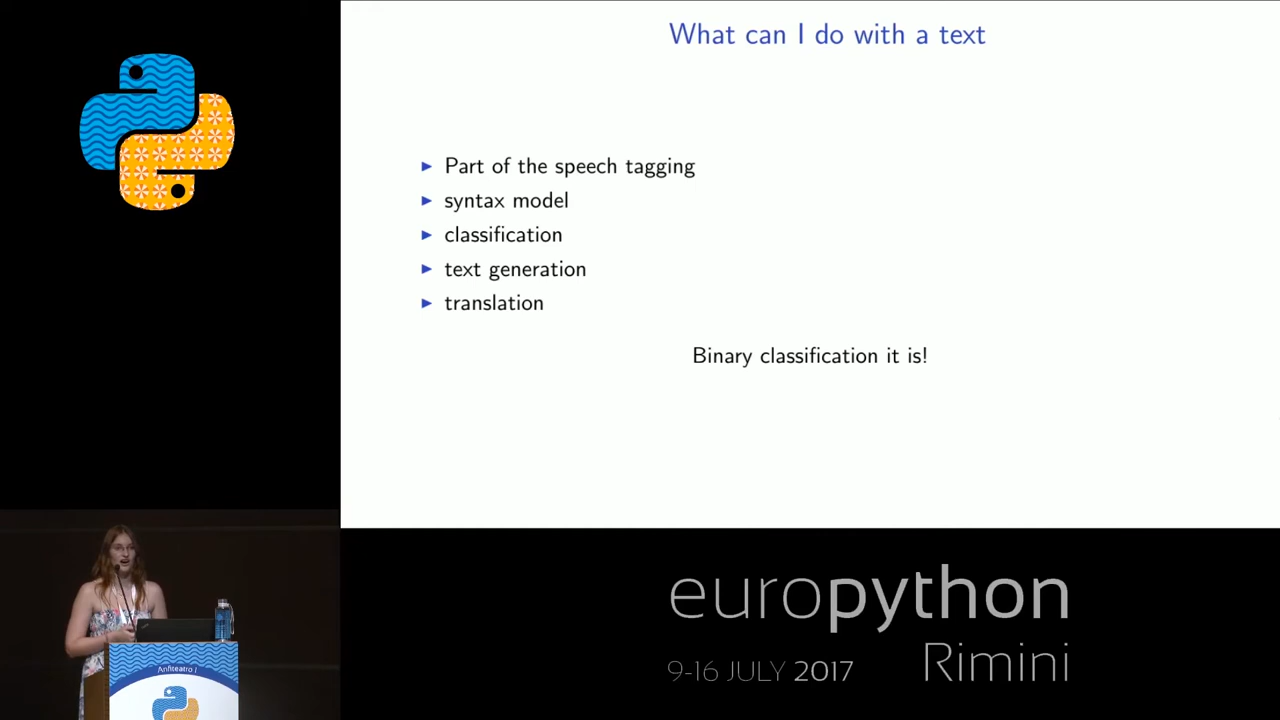 What can I do with a text
Part of the speech tagging
syntax model
classification
text generation
translation
Binary classification it is!
europython
Rimini
9-16 JULY 2017
Anfiteatro I